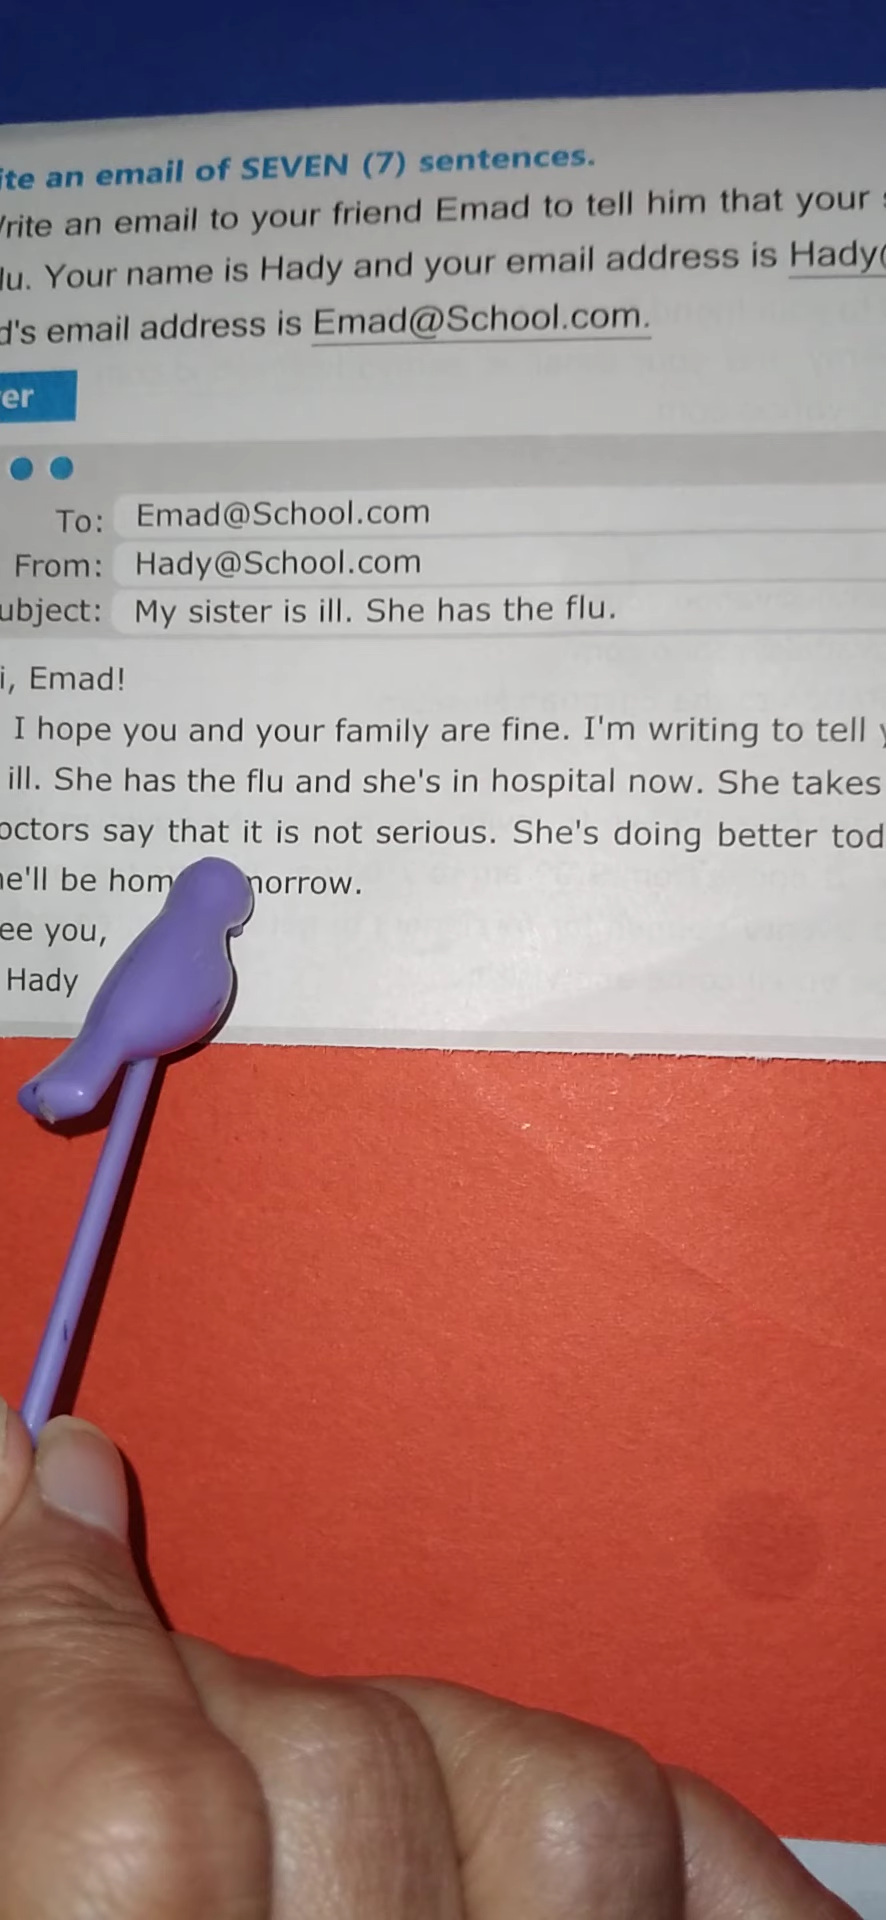 ite an email of SEVEN (7) sentences.
rite an email to your friend Emad to tell him that your
lu. Your name is Hady and your email address is Hady@
d's email address is Emad@School.com.
er
To: Emad@School.com
From: Hady@School.com
ubject: My sister is ill. She has the flu.
i, Emad!
I hope you and your family are fine. I'm writing to tell
ill. She has the flu and she's in hospital now. She takes
octors say that it is not serious. She's doing better tod
e'll be hom morrow.
ee you,
Hady